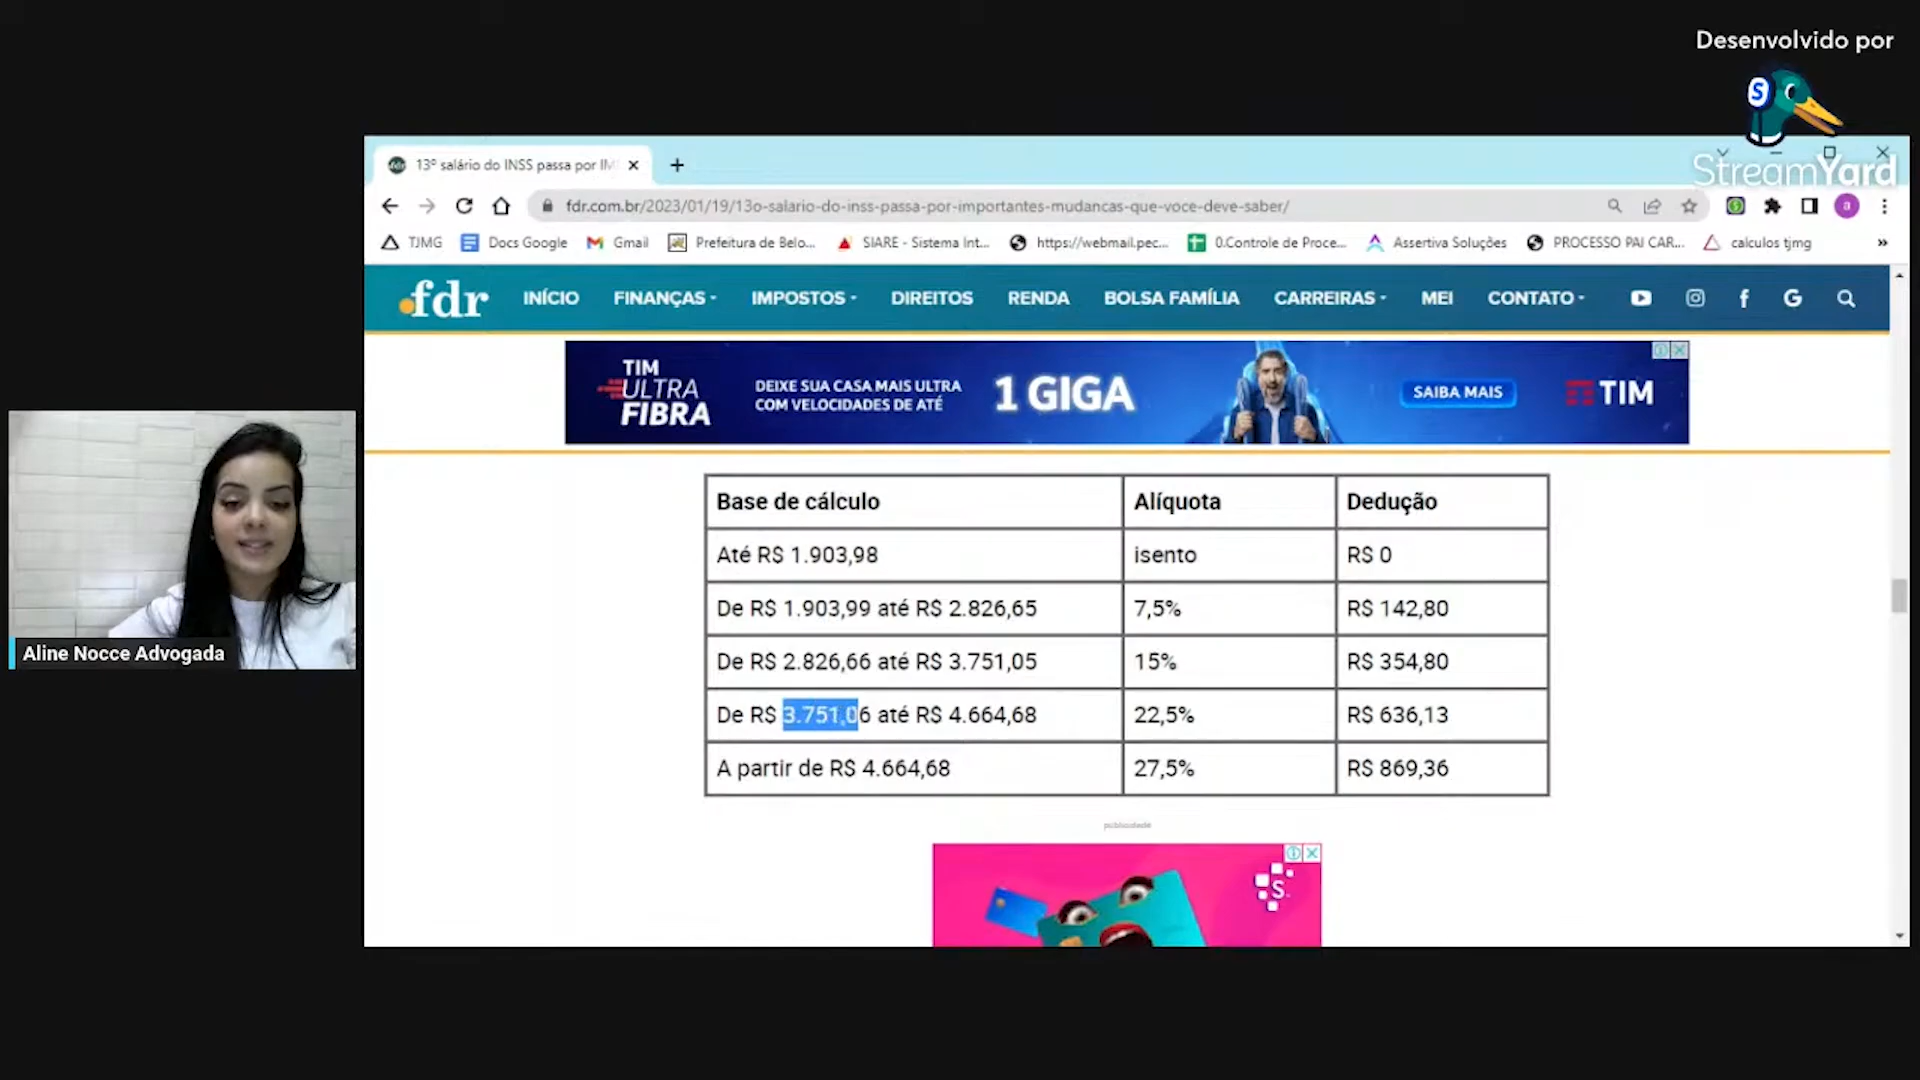 Desenvolvido por
StreamYard
13º salário do INSS passa por IM
fdr.com.br/2023/01/19/13o-salario-do-inss-passa-por-importantes-mudancas-que-voce-deve-saber/
a
TJMG Docs Google Gmail Prefeitura de Belo... SIARE - Sistema Int... https://webmail.pec... 0.Controle de Proce... Assertiva Soluções PROCESSO PAI CAR... calculos tjmg »
fdr INÍCIO FINANÇAS IMPOSTOS DIREITOS RENDA BOLSA FAMÍLIA CARREIRAS MEI CONTATO
TIM
ULTRA
FIBRA
DEIXE SUA CASA MAIS ULTRA
COM VELOCIDADES DE ATÉ
1 GIGA
SAIBA MAIS
TIM
Base de cálculo Alíquota Dedução
Até R$ 1.903,98 isento R$ 0
De R$ 1.903,99 até R$ 2.826,65 7,5% R$ 142,80
De R$ 2.826,66 até R$ 3.751,05 15% R$ 354,80
De R$ 3.751,06 até R$ 4.664,68 22,5% R$ 636,13
A partir de R$ 4.664,68 27,5% R$ 869,36
publicidade
S.
Aline Nocce Advogada